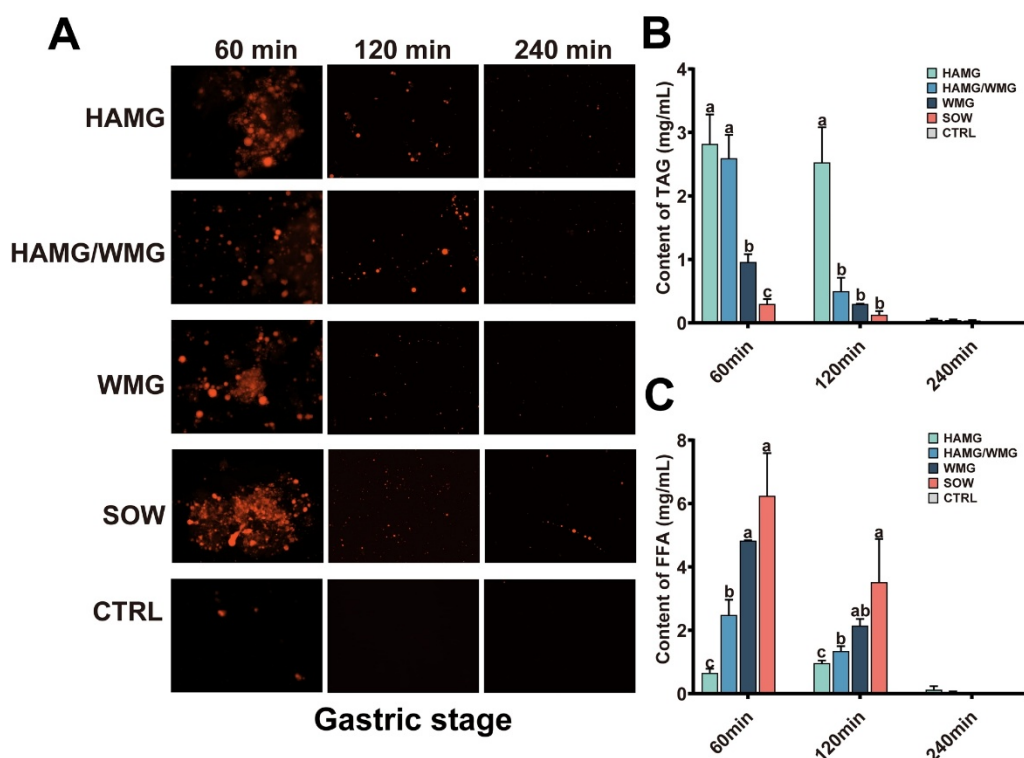 A
60 min 120 min 240 min
HAMG
HAMG/WMG
WMG
SOW
CTRL
Gastric stage
B
Content of TAG (mg/mL)
4
3
2
1
0
a a b c
a b b b
60min 120min 240min
HAMG
HAMG/WMG
WMG
SOW
CTRL
C
Content of FFA (mg/mL)
8
6
4
2
0
c b a a
c b ab a
60min 120min 240min
HAMG
HAMG/WMG
WMG
SOW
CTRL